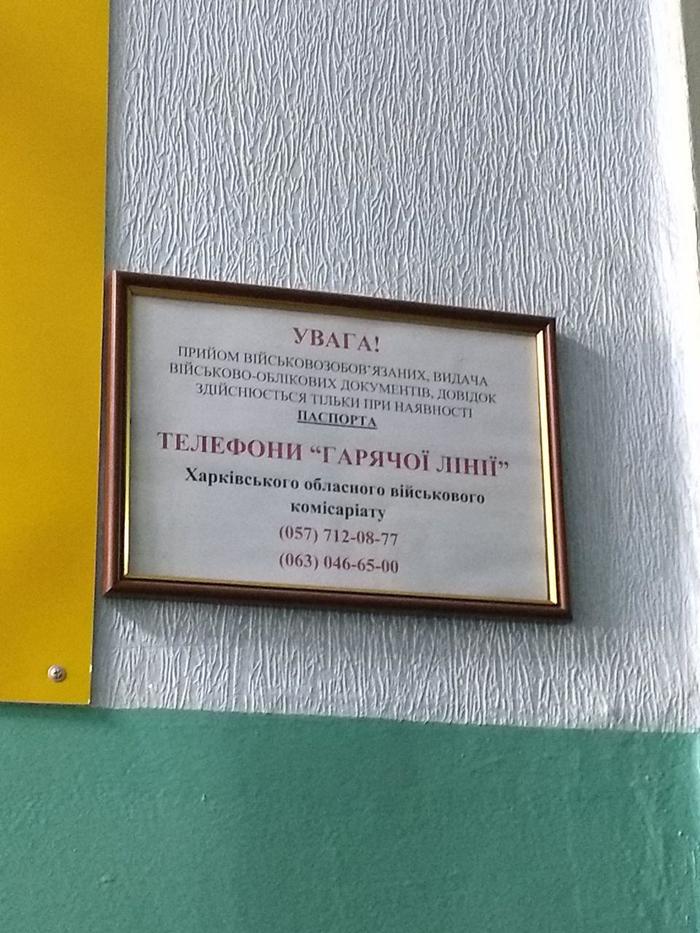 УВАГА!
ПРИЙОМ ВІЙСЬКОВОЗОБОВ'ЯЗАНИХ, ВИДАЧА
ВІЙСЬКОВО-ОБЛІКОВИХ ДОКУМЕНТІВ, ДОВІДОК
ЗДІЙСНЮЄТЬСЯ ТІЛЬКИ ПРИ НАЯВНОСТІ
ПАСПОРТА
ТЕЛЕФОНИ “ГАРЯЧОЇ ЛІНІЇ”
Харківського обласного військового
комісаріату
(057) 712-08-77
(063) 046-65-00